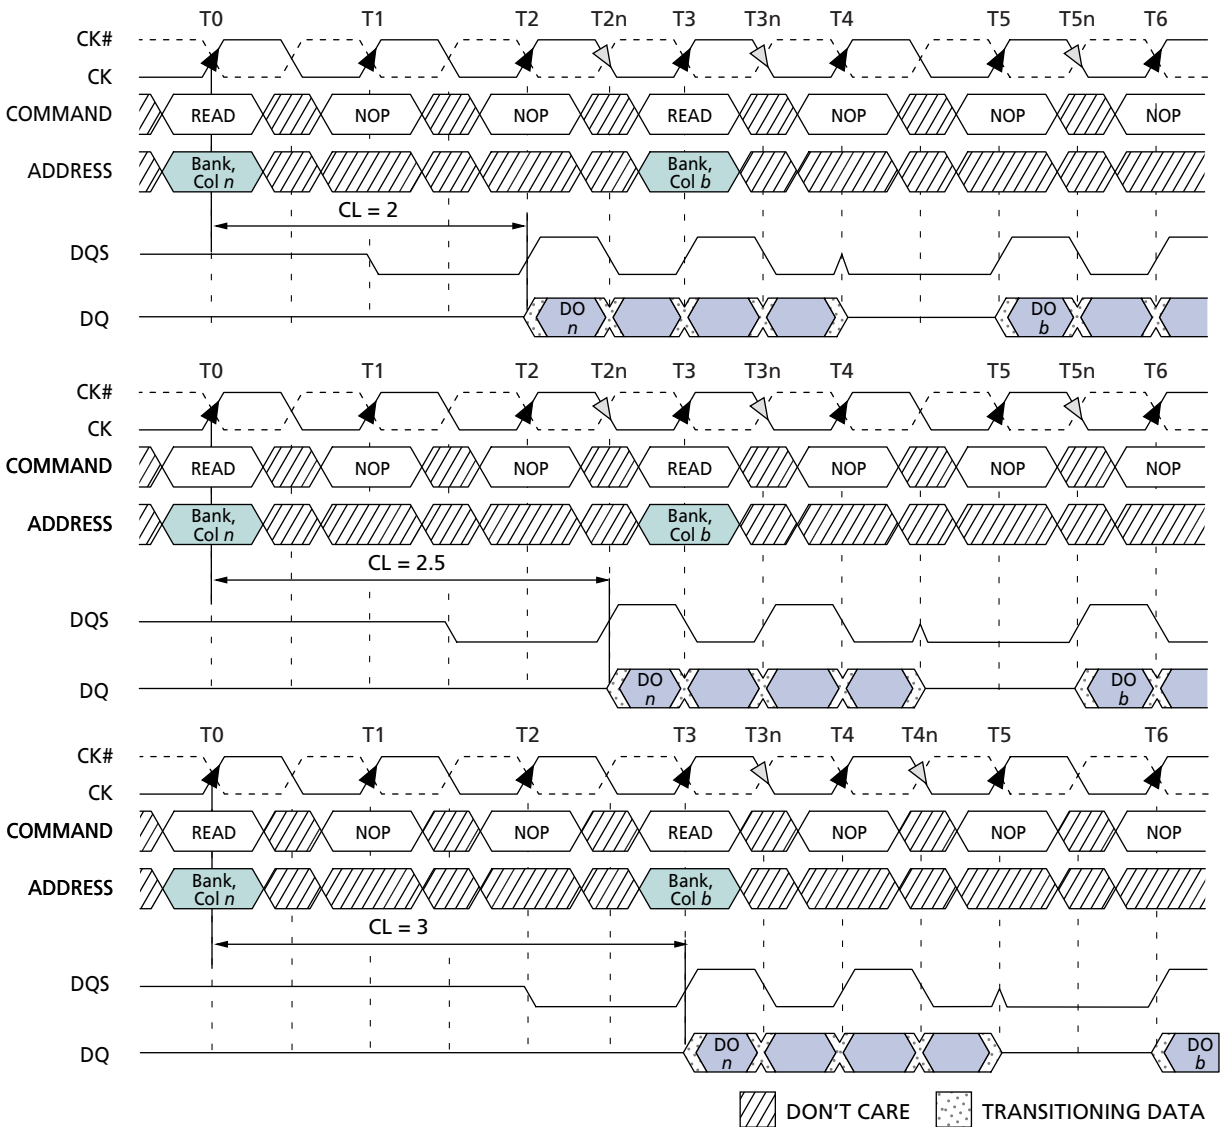 T0 T1 T2 T2n T3 T3n T4 T5 T5n T6
CK#
CK
COMMAND READ NOP NOP READ NOP NOP NOP
ADDRESS Bank, Col n Bank, Col b
CL = 2
DQS
DQ DO n DO b
T0 T1 T2 T2n T3 T3n T4 T5 T5n T6
CK#
CK
COMMAND READ NOP NOP READ NOP NOP NOP
ADDRESS Bank, Col n Bank, Col b
CL = 2.5
DQS
DQ DO n DO b
T0 T1 T2 T3 T3n T4 T4n T5 T6
CK#
CK
COMMAND READ NOP NOP READ NOP NOP NOP
ADDRESS Bank, Col n Bank, Col b
CL = 3
DQS
DQ DO n DO b
DON'T CARE TRANSITIONING DATA